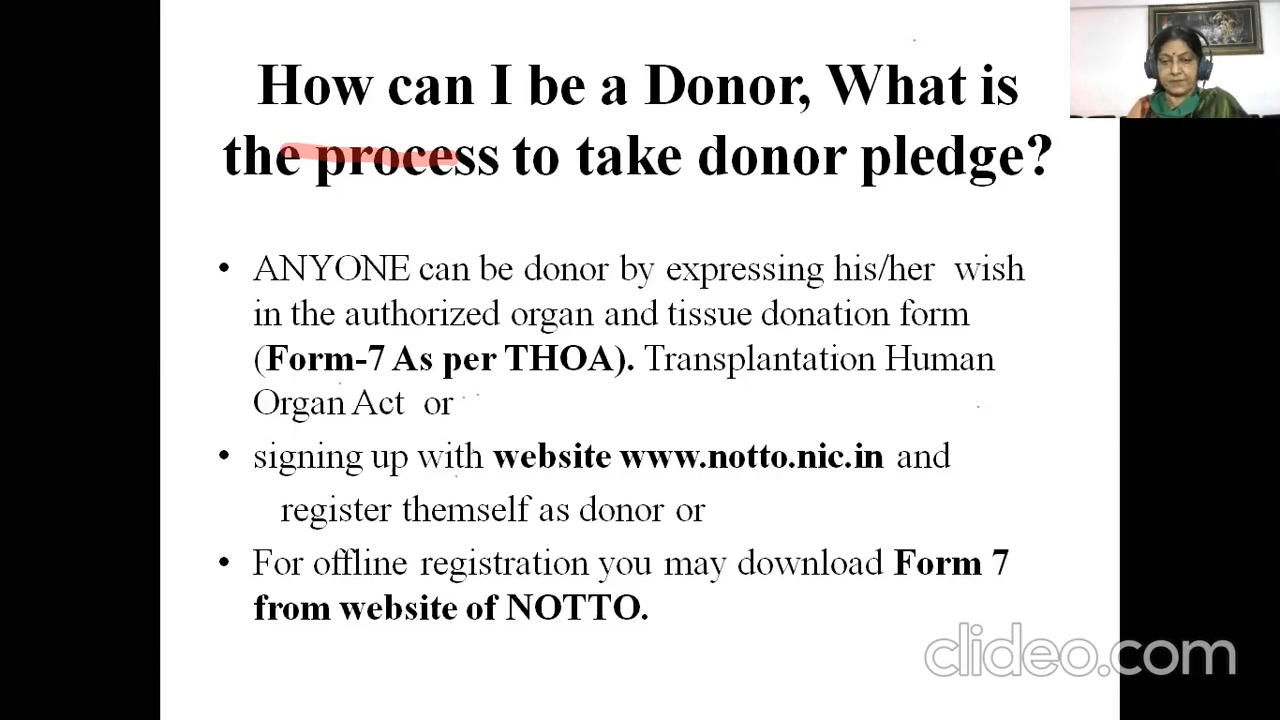 How can I be a Donor, What is
the process to take donor pledge?
• ANYONE can be donor by expressing his/her wish
in the authorized organ and tissue donation form
(Form-7 As per THOA). Transplantation Human
Organ Act or
• signing up with website www.notto.nic.in and
register themself as donor or
• For offline registration you may download Form 7
from website of NOTTO.
clideo.com